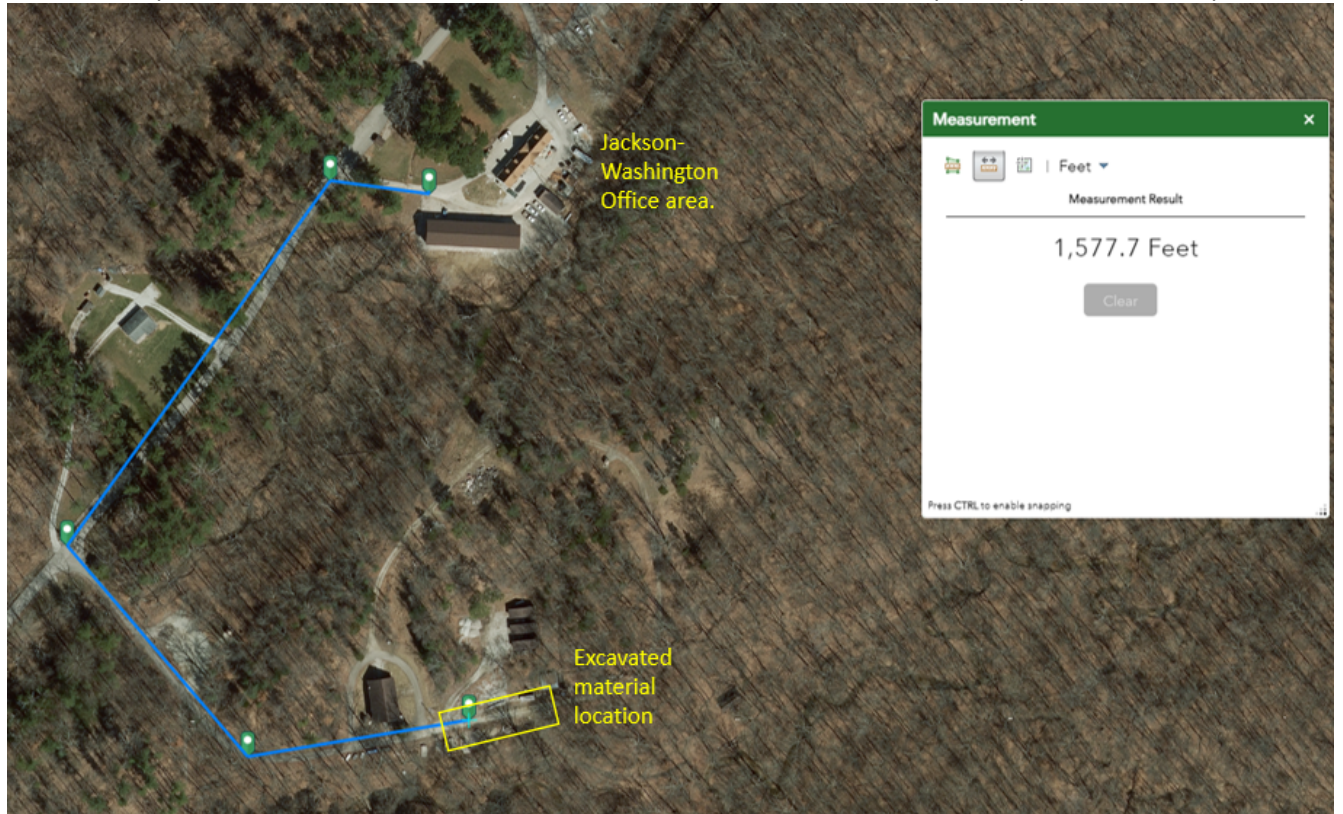 Jackson-
Washington
Office area.
Excavated
material
location
Measurement ×
Feet
Measurement Result
1,577.7 Feet
Clear
Press CTRL to enable snapping